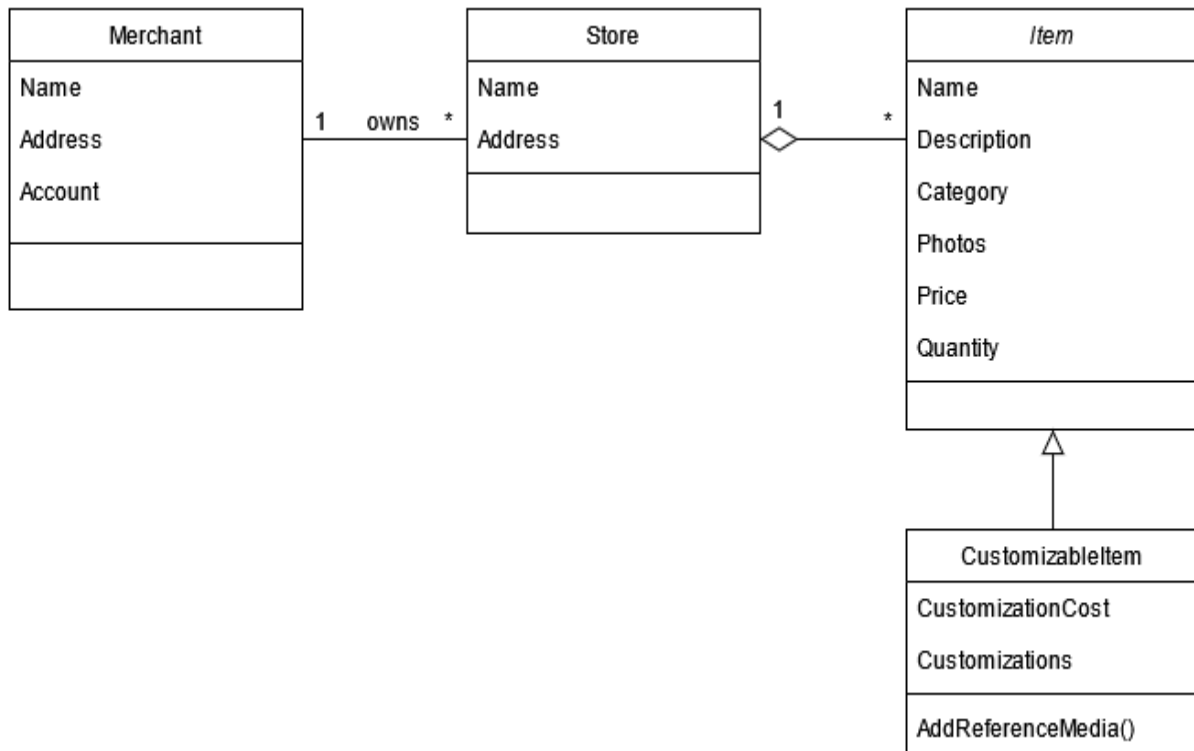 Merchant
Name
Address
Account
1 owns *
Store
Name
Address
1
*
Item
Name
Description
Category
Photos
Price
Quantity
CustomizableItem
CustomizationCost
Customizations
AddReferenceMedia()